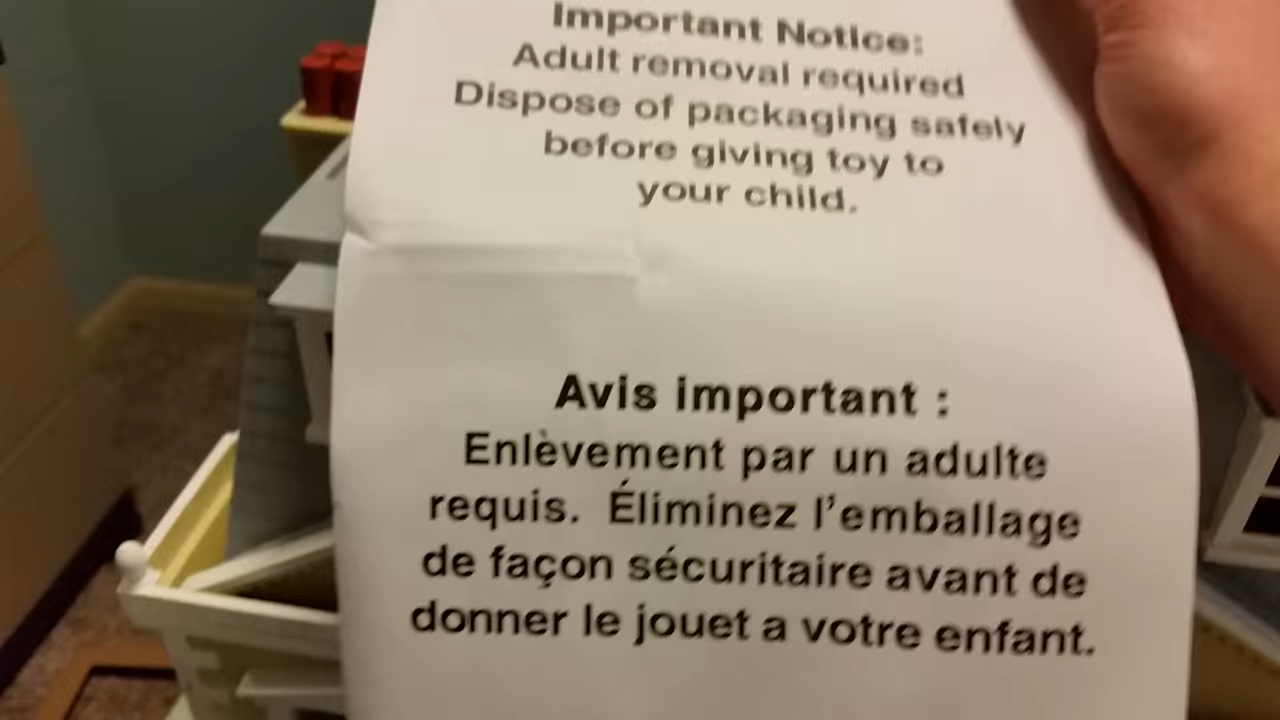 Important Notice:
Adult removal required
Dispose of packaging safely
before giving toy to
your child.
Avis important :
Enlèvement par un adulte
requis. Éliminez l'emballage
de façon sécuritaire avant de
donner le jouet a votre enfant.